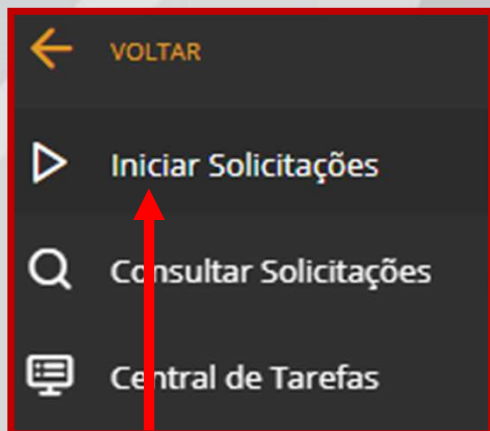 VOLTAR
Iniciar Solicitações
Consultar Solicitações
Central de Tarefas